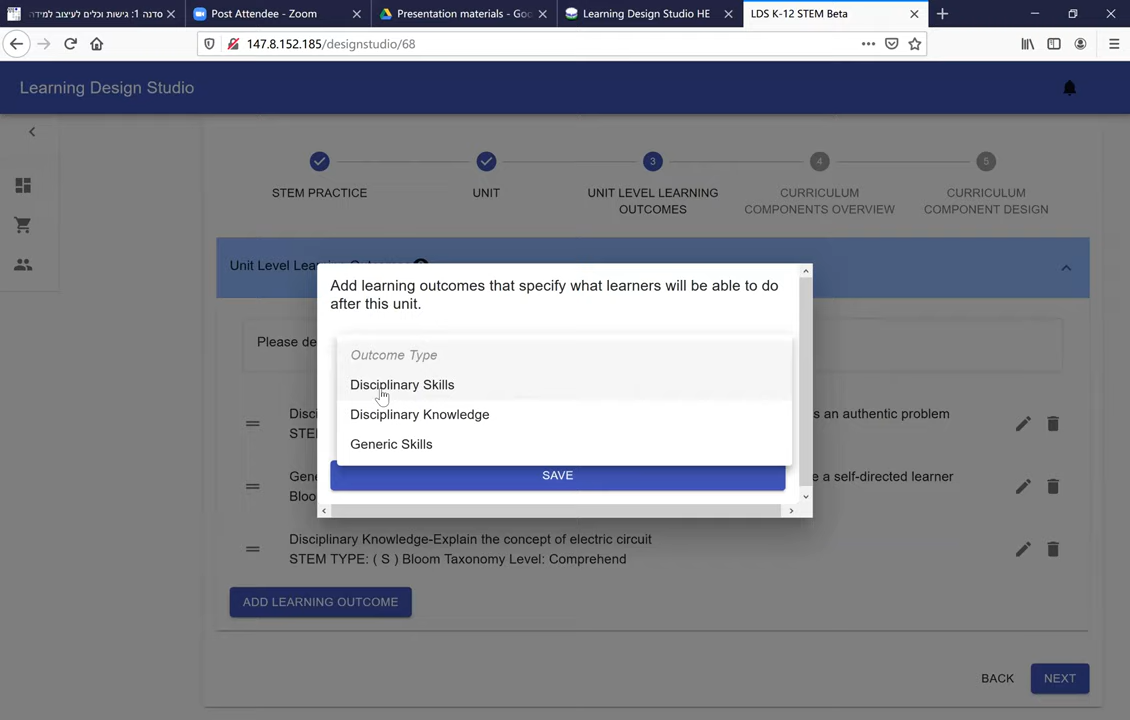 סדנה 1: גישות וכלים לעיצוב למידה
Post Attendee - Zoom
Presentation materials - Goo
Learning Design Studio HE
LDS K-12 STEM Beta
147.8.152.185/designstudio/68
Learning Design Studio
3
4
5
STEM PRACTICE
UNIT
UNIT LEVEL LEARNING
OUTCOMES
CURRICULUM
COMPONENTS OVERVIEW
CURRICULUM
COMPONENT DESIGN
Unit Level Lea
Add learning outcomes that specify what learners will be able to do
after this unit.
Please de
Outcome Type
Disciplinary Skills
Disciplinary Knowledge
Generic Skills
SAVE
Disci
s an authentic problem
STEM
Gene
e a self-directed learner
Bloo
Disciplinary Knowledge-Explain the concept of electric circuit
STEM TYPE: ( S ) Bloom Taxonomy Level: Comprehend
ADD LEARNING OUTCOME
BACK
NEXT